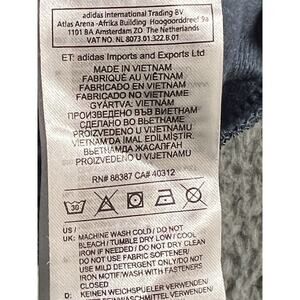 adidas International Trading BV
Atlas Arena - Afrika Building Hoogoorddreef 9a
1101 BA Amsterdam ZO The Netherlands
VAT NO. NL 8073.01.322.B.01
ET: adidas Imports and Exports Ltd
MADE IN VIETNAM
FABRIQUÉ AU VIETNAM
FABRICADO EN VIETNAM
FABRICADO NO VIETNAME
GYÁRTVA: VIETNAM
ПРОИЗВЕДЕНО ВЪВ ВИЕТНАМ
СДЕЛАНО ВО ВЬЕТНАМЕ
PROIZVEDENO U VIJETNAMU
VIETNAM'DA İMAL EDİLMİŞTİR.
ВЬЕТНАМДА ЖАСАЛҒАН
PROIZVEDENO U VIJETNAMU
RN# 88387 CA# 40312
30
US:
UK: MACHINE WASH COLD / DO NOT
BLEACH / TUMBLE DRY LOW / COOL
IRON IF NEEDED / DO NOT DRY CLEAN
DO NOT USE FABRIC SOFTENER/
USE MILD DETERGENT ONLY/DO NOT
IRON MOTIF/WASH WITH FASTENERS
CLOSED
D: KEINEN WEICHSPUELER VERWENDEN/